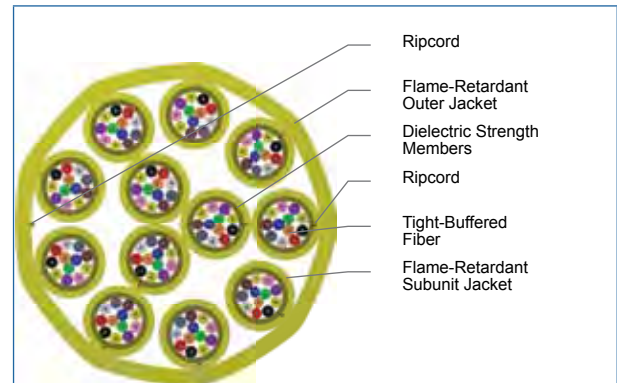 Ripcord
Flame-Retardant
Outer Jacket
Dielectric Strength
Members
Ripcord
Tight-Buffered
Fiber
Flame-Retardant
Subunit Jacket